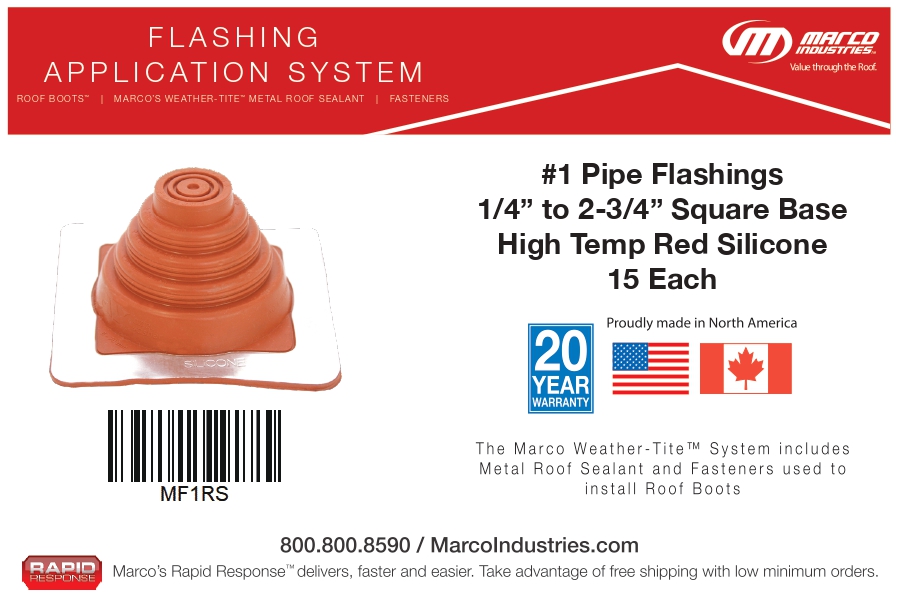 FLASHING
APPLICATION SYSTEM
ROOF BOOTS™ | MARCO'S WEATHER-TITE™ METAL ROOF SEALANT | FASTENERS
MARCO
INDUSTRIES™
Value through the Roof.
#1 Pipe Flashings
1/4” to 2-3/4” Square Base
High Temp Red Silicone
15 Each
Proudly made in North America
20
YEAR
WARRANTY
SILICONE
MF1RS
The Marco Weather-Tite™ System includes
Metal Roof Sealant and Fasteners used to
install Roof Boots
800.800.8590 / MarcoIndustries.com
RAPID
RESPONSE
Marco's Rapid Response™ delivers, faster and easier. Take advantage of free shipping with low minimum orders.